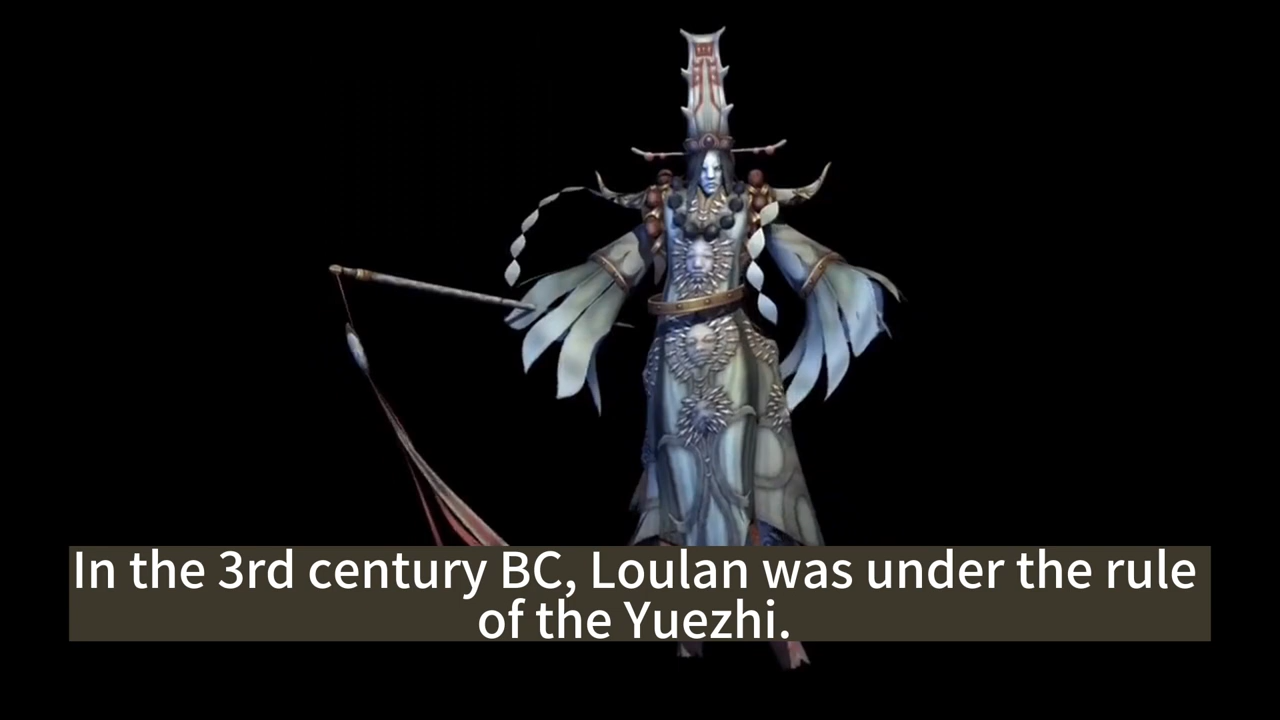 In the 3rd century BC, Loulan was under the rule
of the Yuezhi.